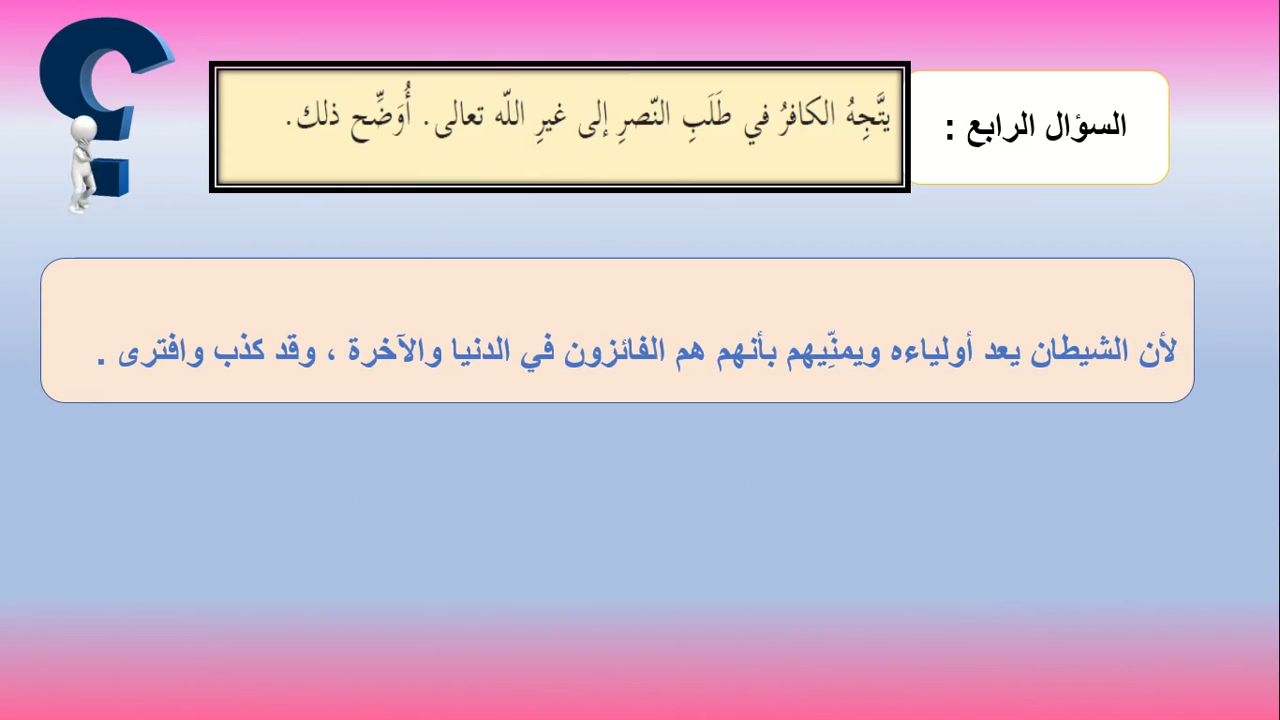 السؤال الرابع :
يتَّجِهُ الكافرُ في طَلَبِ النّصرِ إلى غيرِ اللّه تعالى. أُوَضِّح ذلك.
لأن الشيطان يعد أولياءه ويمنِّيهم بأنهم هم الفائزون في الدنيا والآخرة ، وقد كذب وافترى .